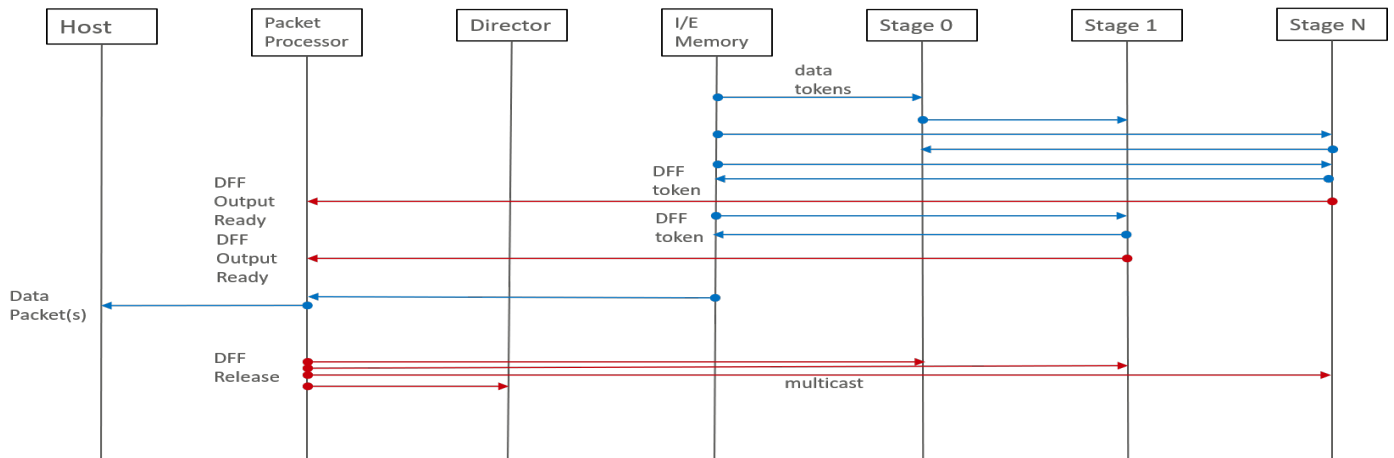 Host
Packet
Processor
Director
I/E
Memory
Stage 0
Stage 1
Stage N
data
tokens
DFF
token
DFF
Output
Ready
DFF
token
DFF
Output
Ready
Data
Packet(s)
DFF
Release
multicast